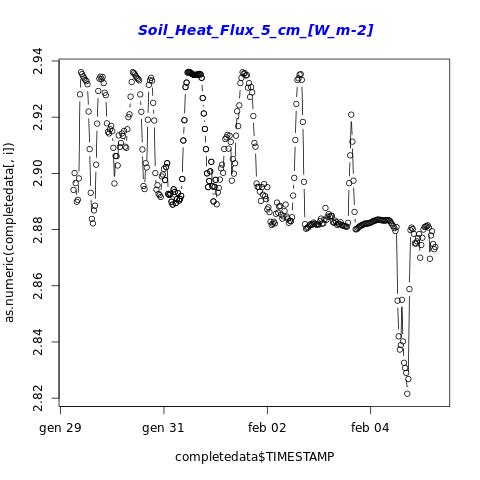 Soil_Heat_Flux_5_cm_[W_m-2]
as.numeric(completedata[, i])
2.94
2.92
2.90
2.88
2.86
2.84
2.82
gen 29 gen 31 feb 02 feb 04
completedata$TIMESTAMP